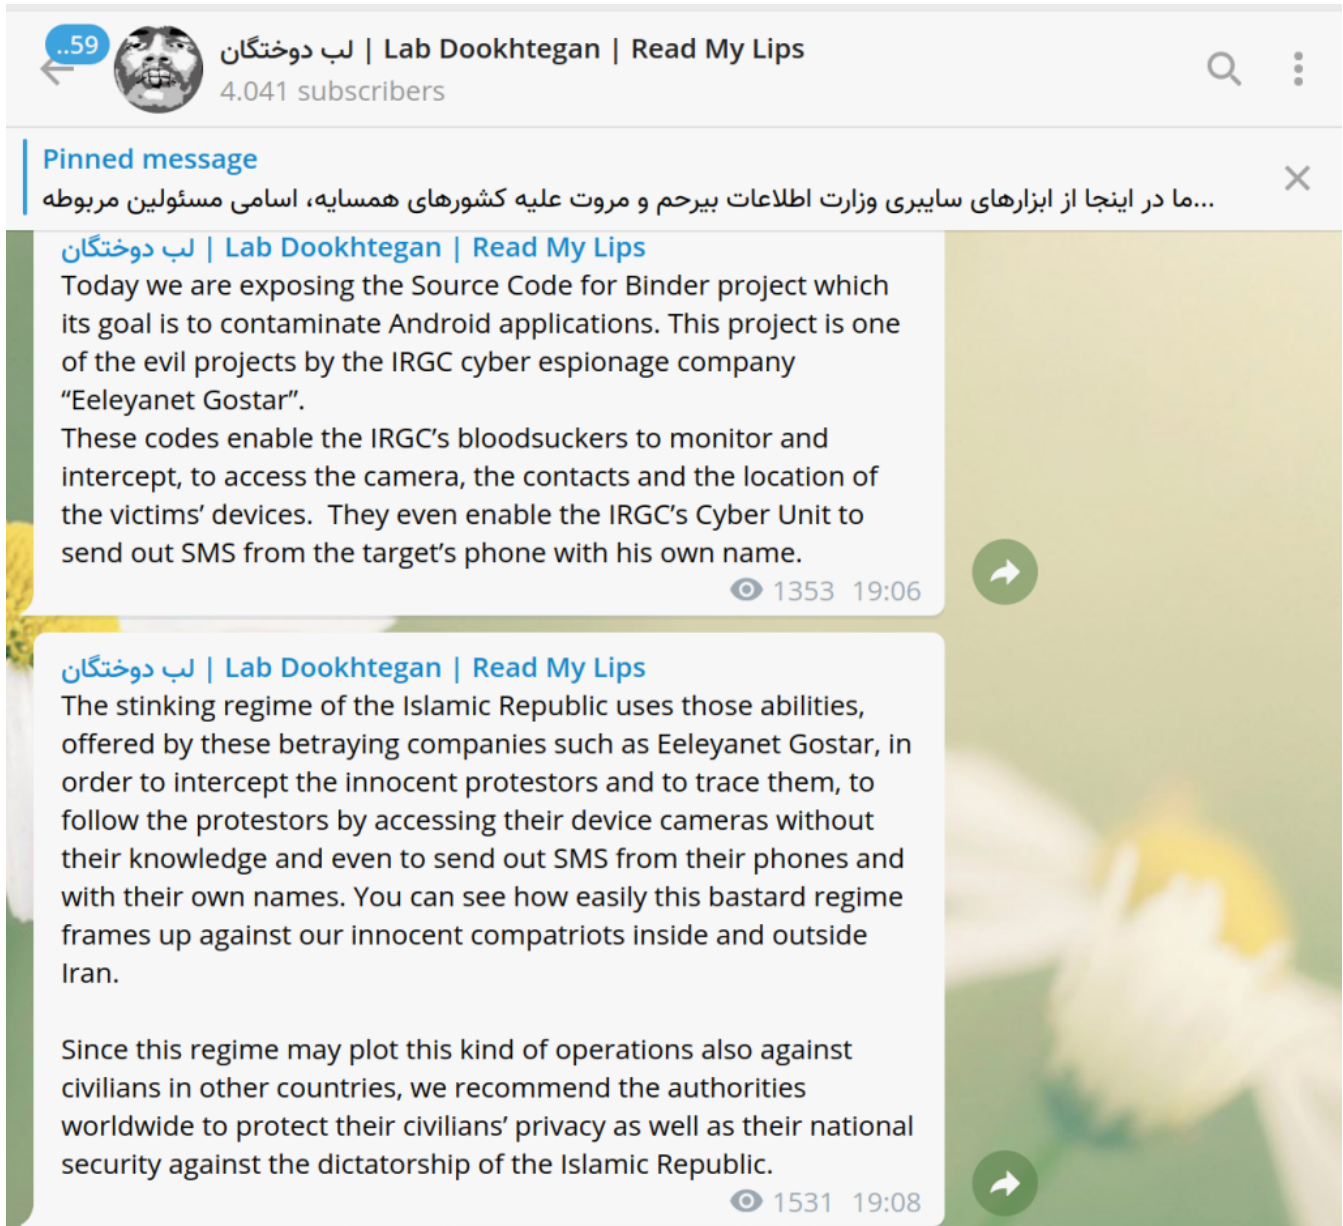 ..59
لب دوختگان | Lab Dookhtegan | Read My Lips
4.041 subscribers
Pinned message
ما در اینجا از ابزارهای سایبری وزارت اطلاعات بیرحم و مروت علیه کشورهای همسایه، اسامی مسئولین مربوطه...
لب دوختگان | Lab Dookhtegan | Read My Lips
Today we are exposing the Source Code for Binder project which
its goal is to contaminate Android applications. This project is one
of the evil projects by the IRGC cyber espionage company
“Eeleyanet Gostar”.
These codes enable the IRGC’s bloodsuckers to monitor and
intercept, to access the camera, the contacts and the location of
the victims’ devices.  They even enable the IRGC’s Cyber Unit to
send out SMS from the target’s phone with his own name.
1353 19:06
لب دوختگان | Lab Dookhtegan | Read My Lips
The stinking regime of the Islamic Republic uses those abilities,
offered by these betraying companies such as Eeleyanet Gostar, in
order to intercept the innocent protestors and to trace them, to
follow the protestors by accessing their device cameras without
their knowledge and even to send out SMS from their phones and
with their own names. You can see how easily this bastard regime
frames up against our innocent compatriots inside and outside
Iran.
Since this regime may plot this kind of operations also against
civilians in other countries, we recommend the authorities
worldwide to protect their civilians’ privacy as well as their national
security against the dictatorship of the Islamic Republic.
1531 19:08